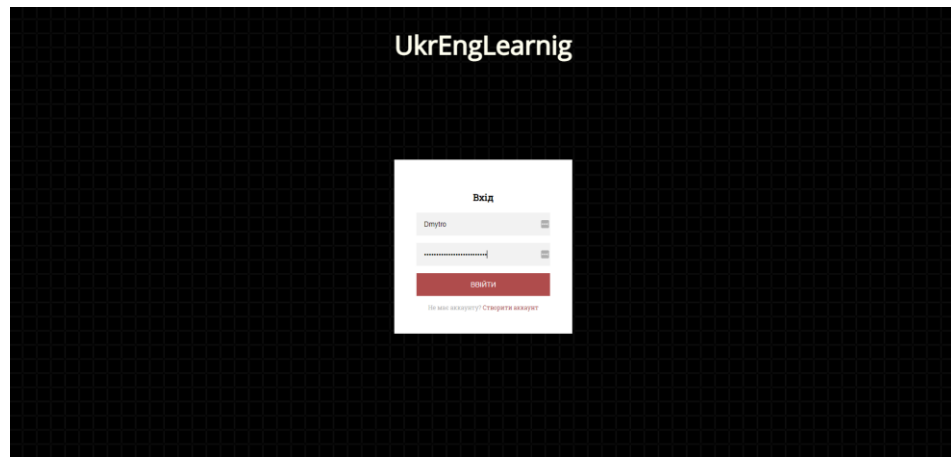 UkrEngLearnig
Вхід
Dmytro
ВВІЙТИ
Не має аккаунту? Створити аккаунт